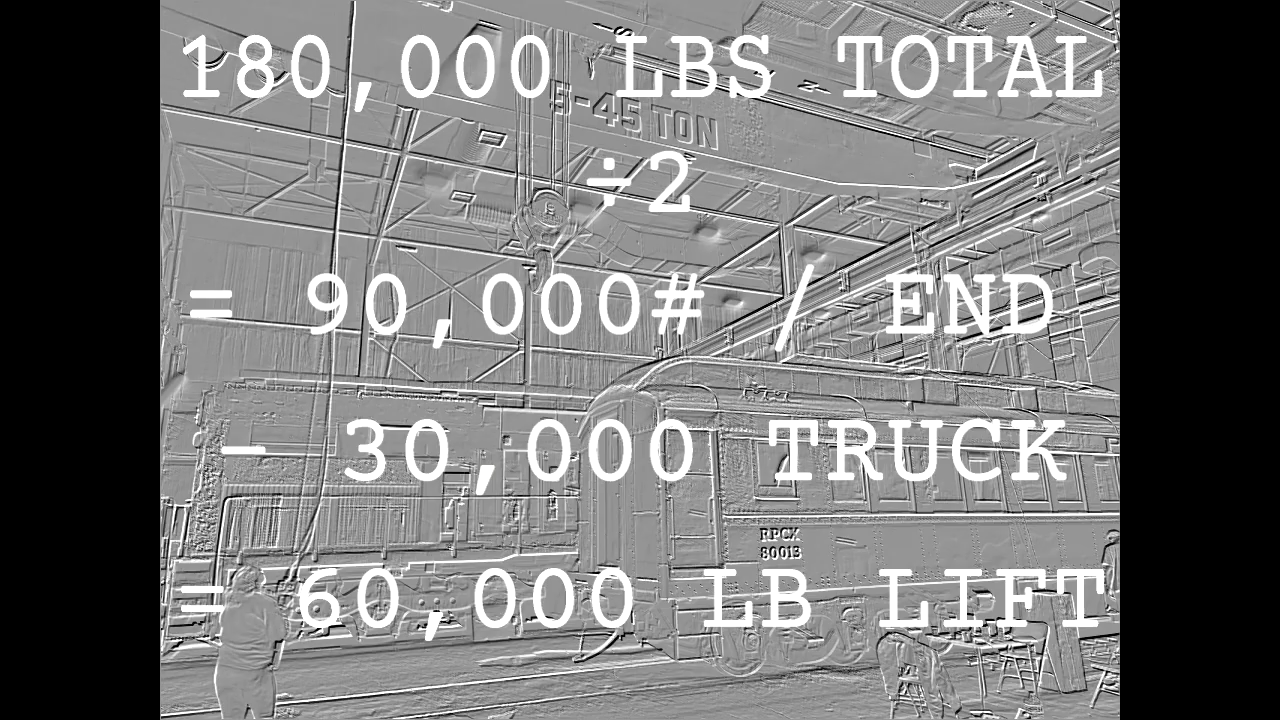 180,000 LBS TOTAL
5-45 TON
÷2
= 90,000# / END
- 30,000 TRUCK
RPCX
80013
= 60,000 LB LIFT